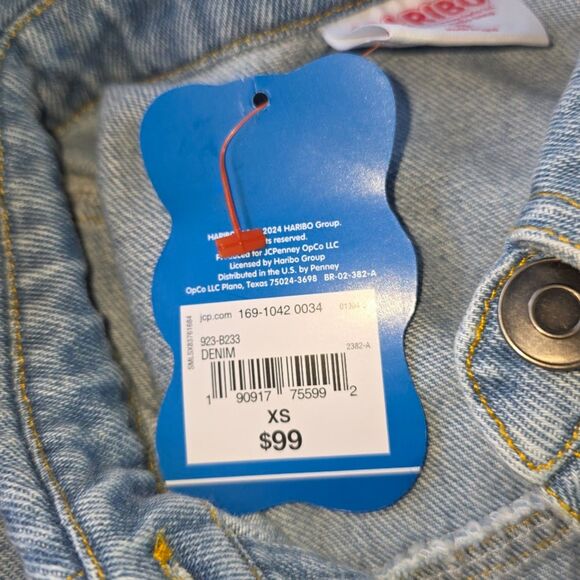 HARIBO
2024 HARIBO Group.
reserved.
for JCPenney OpCo LLC
Licensed by Haribo Group
Distributed in the U.S. by Penney
OpCo LLC Plano, Texas 75024-3698 BR-02-382-A
jcp.com 169-1042 0034
923-B233
DENIM
2382-A
SMLSX83761684
1 90917 75599 2
XS
$99